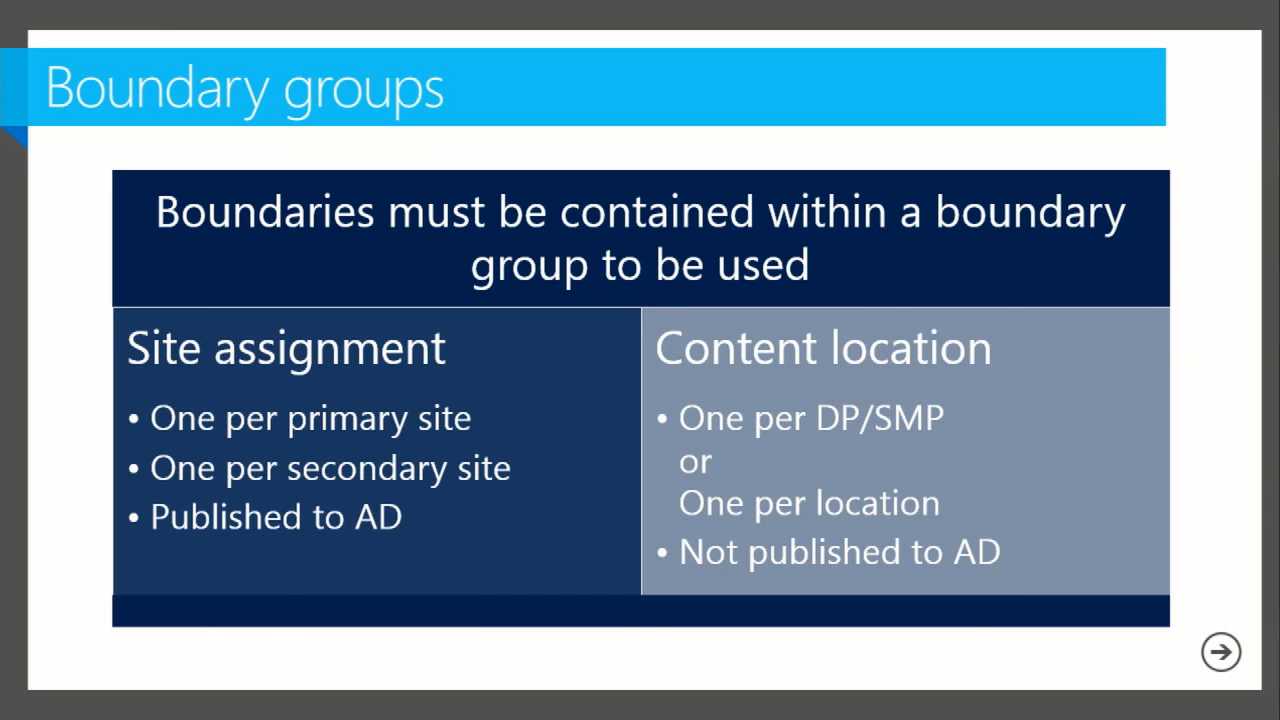 Boundary groups
Boundaries must be contained within a boundary
group to be used
Site assignment
• One per primary site
• One per secondary site
• Published to AD
Content location
• One per DP/SMP
or
One per location
• Not published to AD